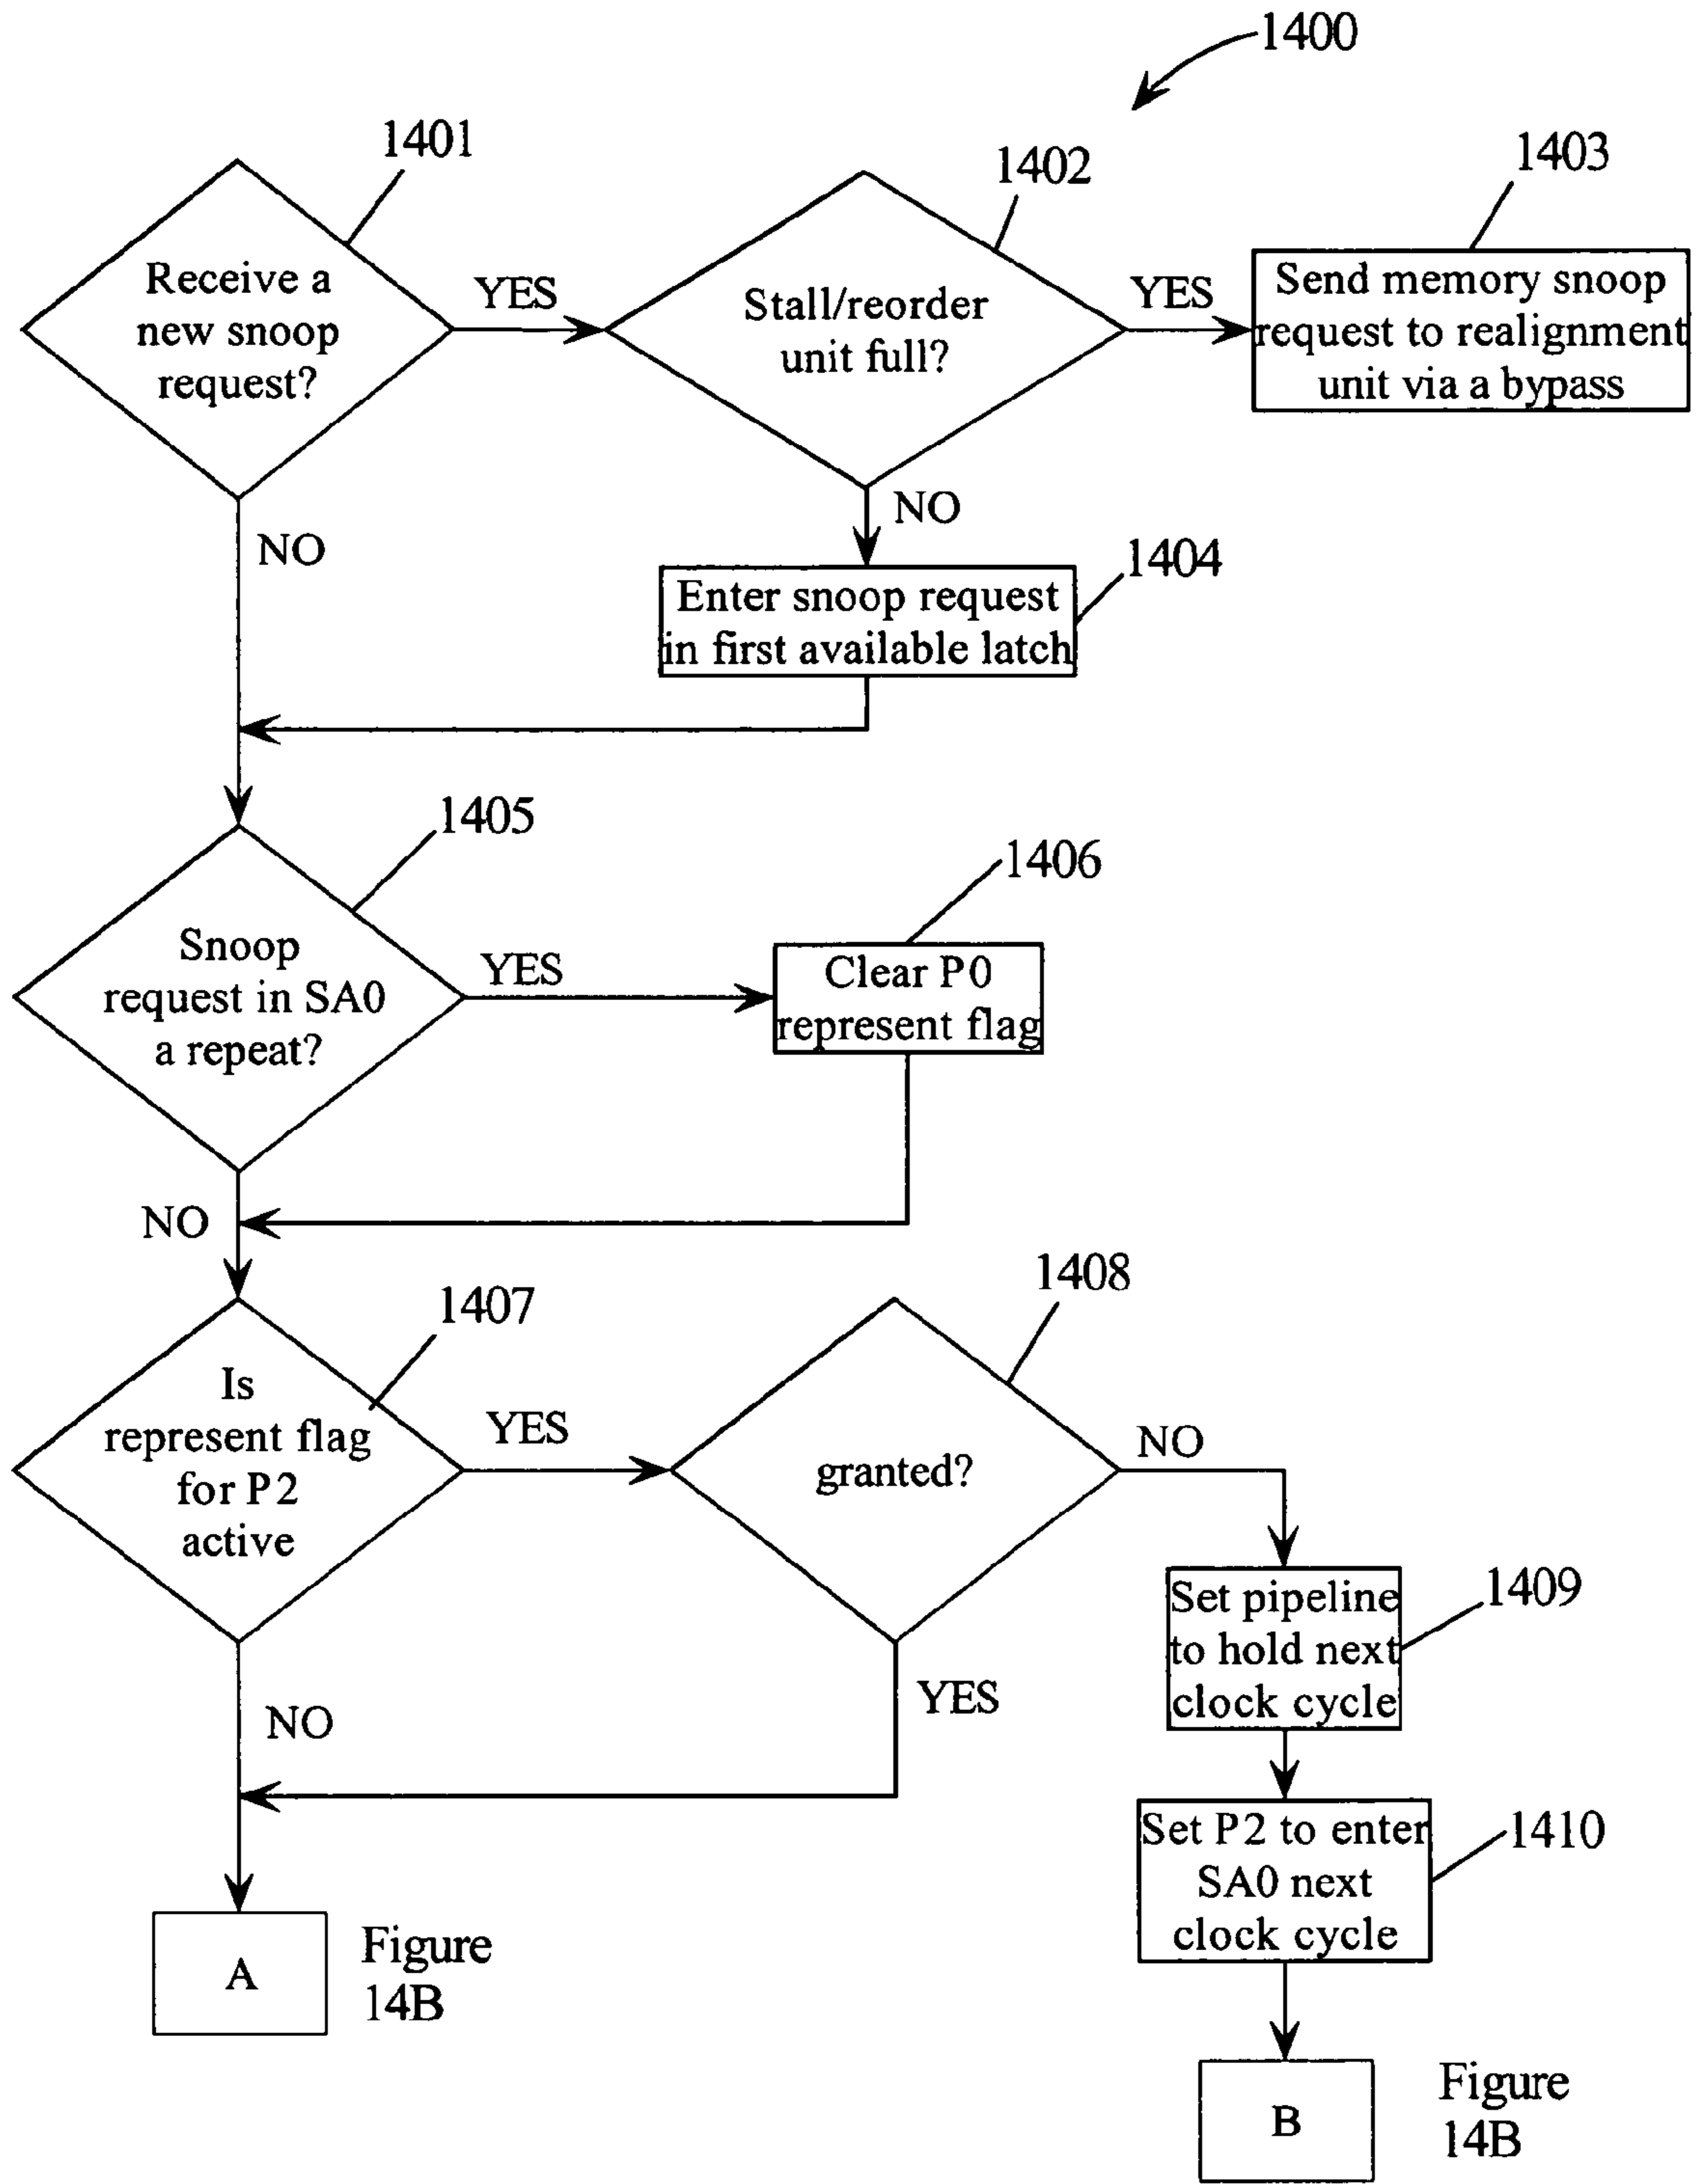 1400
1401
1402
1403
Receive a
new snoop
request?
YES
Stall/reorder
unit full?
YES
Send memory snoop
request to realignment
unit via a bypass
NO
NO
1404
Enter snoop request
in first available latch
1405
1406
Snoop
request in SA0
a repeat?
YES
Clear P0
represent flag
NO
1407
1408
Is
represent flag
for P2
active
YES
granted?
NO
1409
Set pipeline
to hold next
clock cycle
NO
YES
1410
Set P2 to enter
SA0 next
clock cycle
A
Figure
14B
B
Figure
14B